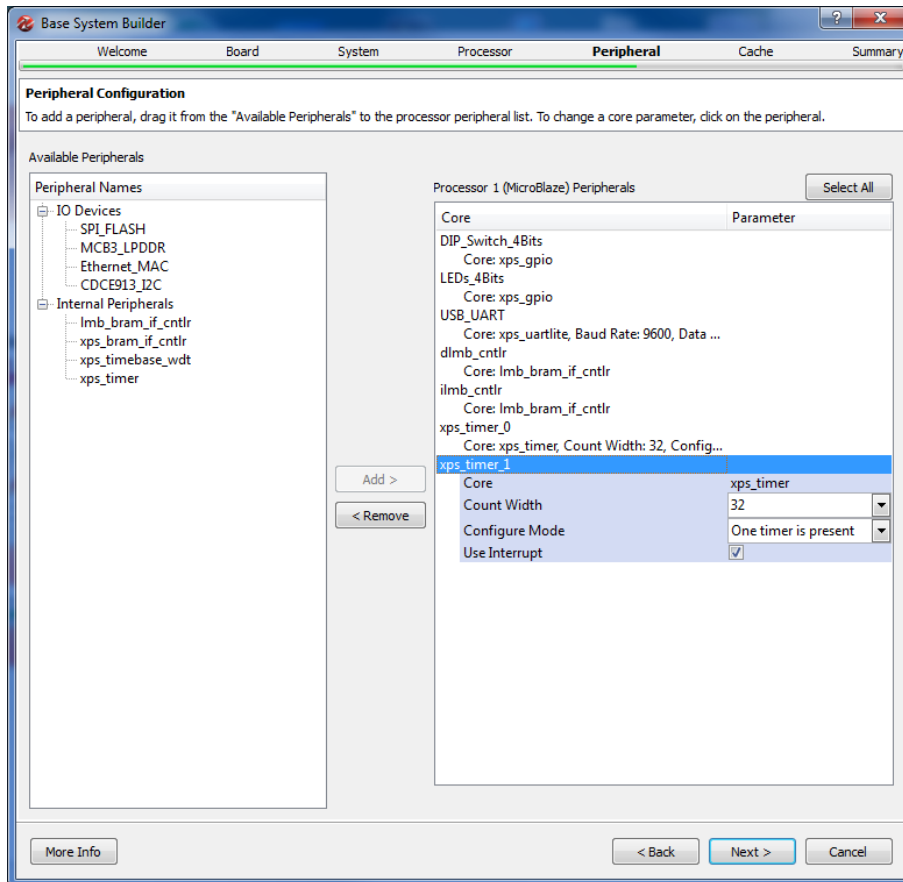 Base System Builder
Welcome Board System Processor Peripheral Cache Summary
Peripheral Configuration
To add a peripheral, drag it from the "Available Peripherals" to the processor peripheral list. To change a core parameter, click on the peripheral.
Available Peripherals
Peripheral Names
IO Devices
SPI_FLASH
MCB3_LPDDR
Ethernet_MAC
CDCE913_I2C
Internal Peripherals
lmb_bram_if_cntlr
xps_bram_if_cntlr
xps_timebase_wdt
xps_timer
Add >
< Remove
Processor 1 (MicroBlaze) Peripherals
Select All
Core Parameter
DIP_Switch_4Bits
Core: xps_gpio
LEDs_4Bits
Core: xps_gpio
USB_UART
Core: xps_uartlite, Baud Rate: 9600, Data ...
dlmb_cntlr
Core: lmb_bram_if_cntlr
ilmb_cntlr
Core: lmb_bram_if_cntlr
xps_timer_0
Core: xps_timer, Count Width: 32, Config...
xps_timer_1
Core xps_timer
Count Width 32
Configure Mode One timer is present
Use Interrupt
More Info
< Back
Next >
Cancel